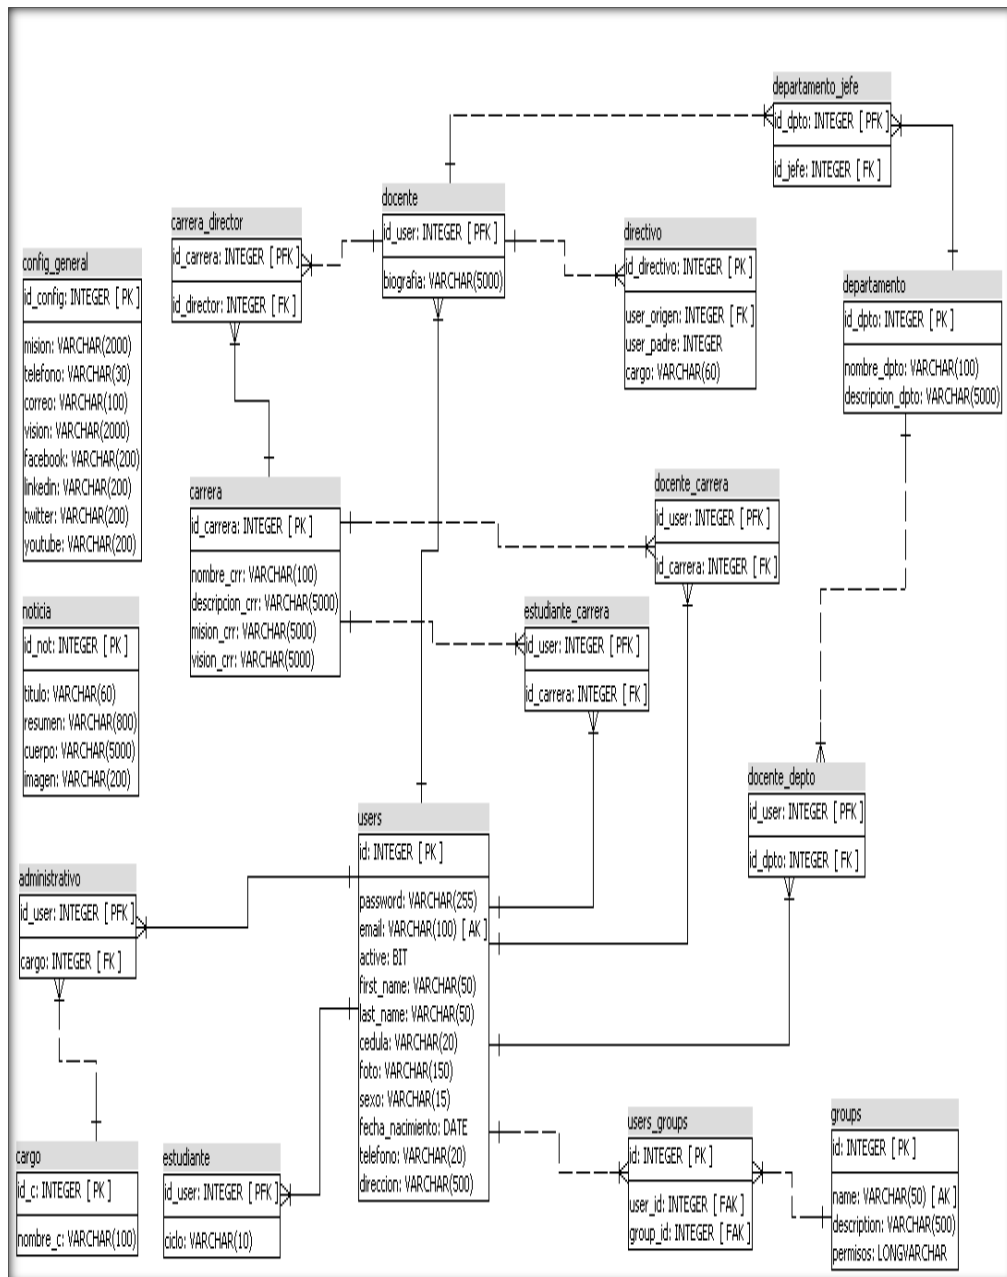 departamento_jefe
id_dpto: INTEGER [ PFK ]
id_jefe: INTEGER [ FK ]
docente
id_user: INTEGER [ PFK ]
biografia: VARCHAR(5000)
carrera_director
id_carrera: INTEGER [ PFK ]
id_director: INTEGER [ FK ]
directivo
id_directivo: INTEGER [ PK ]
user_origen: INTEGER [ FK ]
user_padre: INTEGER
cargo: VARCHAR(60)
config_general
id_config: INTEGER [ PK ]
mision: VARCHAR(2000)
telefono: VARCHAR(30)
correo: VARCHAR(100)
vision: VARCHAR(2000)
facebook: VARCHAR(200)
linkedin: VARCHAR(200)
twitter: VARCHAR(200)
youtube: VARCHAR(200)
departamento
id_dpto: INTEGER [ PK ]
nombre_dpto: VARCHAR(100)
descripcion_dpto: VARCHAR(5000)
carrera
id_carrera: INTEGER [ PK ]
nombre_crr: VARCHAR(100)
descripcion_crr: VARCHAR(5000)
mision_crr: VARCHAR(5000)
vision_crr: VARCHAR(5000)
docente_carrera
id_user: INTEGER [ PFK ]
id_carrera: INTEGER [ FK ]
noticia
id_not: INTEGER [ PK ]
titulo: VARCHAR(60)
resumen: VARCHAR(800)
cuerpo: VARCHAR(5000)
imagen: VARCHAR(200)
estudiante_carrera
id_user: INTEGER [ PFK ]
id_carrera: INTEGER [ FK ]
docente_depto
id_user: INTEGER [ PFK ]
id_dpto: INTEGER [ FK ]
users
id: INTEGER [ PK ]
password: VARCHAR(255)
email: VARCHAR(100) [ AK ]
active: BIT
first_name: VARCHAR(50)
last_name: VARCHAR(50)
cedula: VARCHAR(20)
foto: VARCHAR(150)
sexo: VARCHAR(15)
fecha_nacimiento: DATE
telefono: VARCHAR(20)
direccion: VARCHAR(500)
administrativo
id_user: INTEGER [ PFK ]
cargo: INTEGER [ FK ]
cargo
id_c: INTEGER [ PK ]
nombre_c: VARCHAR(100)
estudiante
id_user: INTEGER [ PFK ]
ciclo: VARCHAR(10)
users_groups
id: INTEGER [ PK ]
user_id: INTEGER [ FAK ]
group_id: INTEGER [ FAK ]
groups
id: INTEGER [ PK ]
name: VARCHAR(50) [ AK ]
description: VARCHAR(500)
permisos: LONGVARCHAR